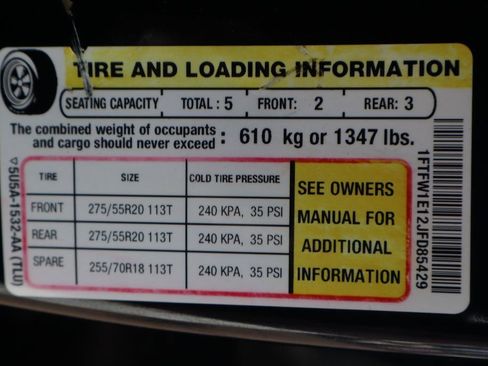 TIRE AND LOADING INFORMATION
SEATING CAPACITY TOTAL : 5 FRONT: 2 REAR: 3
The combined weight of occupants
and cargo should never exceed : 610 kg or 1347 lbs.
TIRE SIZE COLD TIRE PRESSURE
FRONT 275/55R20 113T 240 KPA, 35 PSI
REAR 275/55R20 113T 240 KPA, 35 PSI
SPARE 255/70R18 113T 240 KPA, 35 PSI
SEE OWNERS
MANUAL FOR
ADDITIONAL
INFORMATION
▽5U5A-1532-AA (TLU)
1FTFW1E12JFD85429